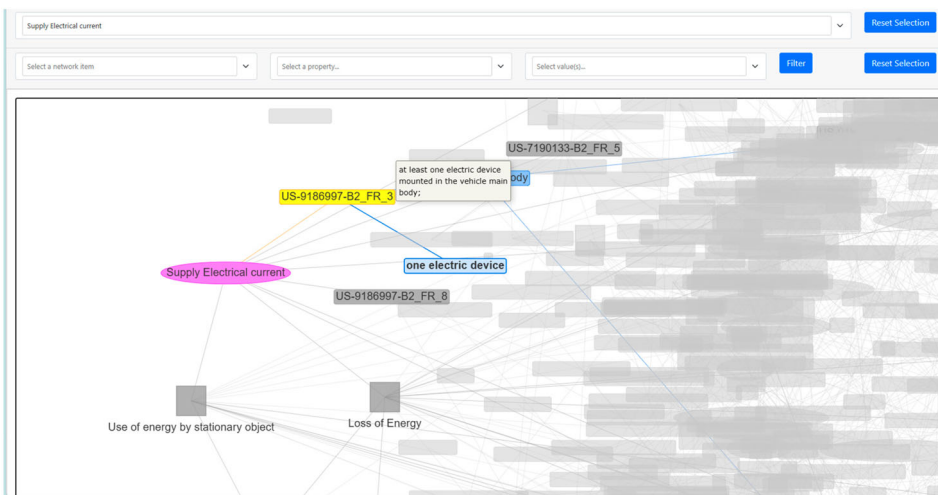 Supply Electrical current
Reset Selection
Select a network item
Select a property...
Select value(s)...
Filter
Reset Selection
US-7190133-B2_FR_5
at least one electric device
mounted in the vehicle main
body;
ody
US-9186997-B2_FR_3
one electric device
Supply Electrical current
US-9186997-B2_FR_8
Use of energy by stationary object
Loss of Energy